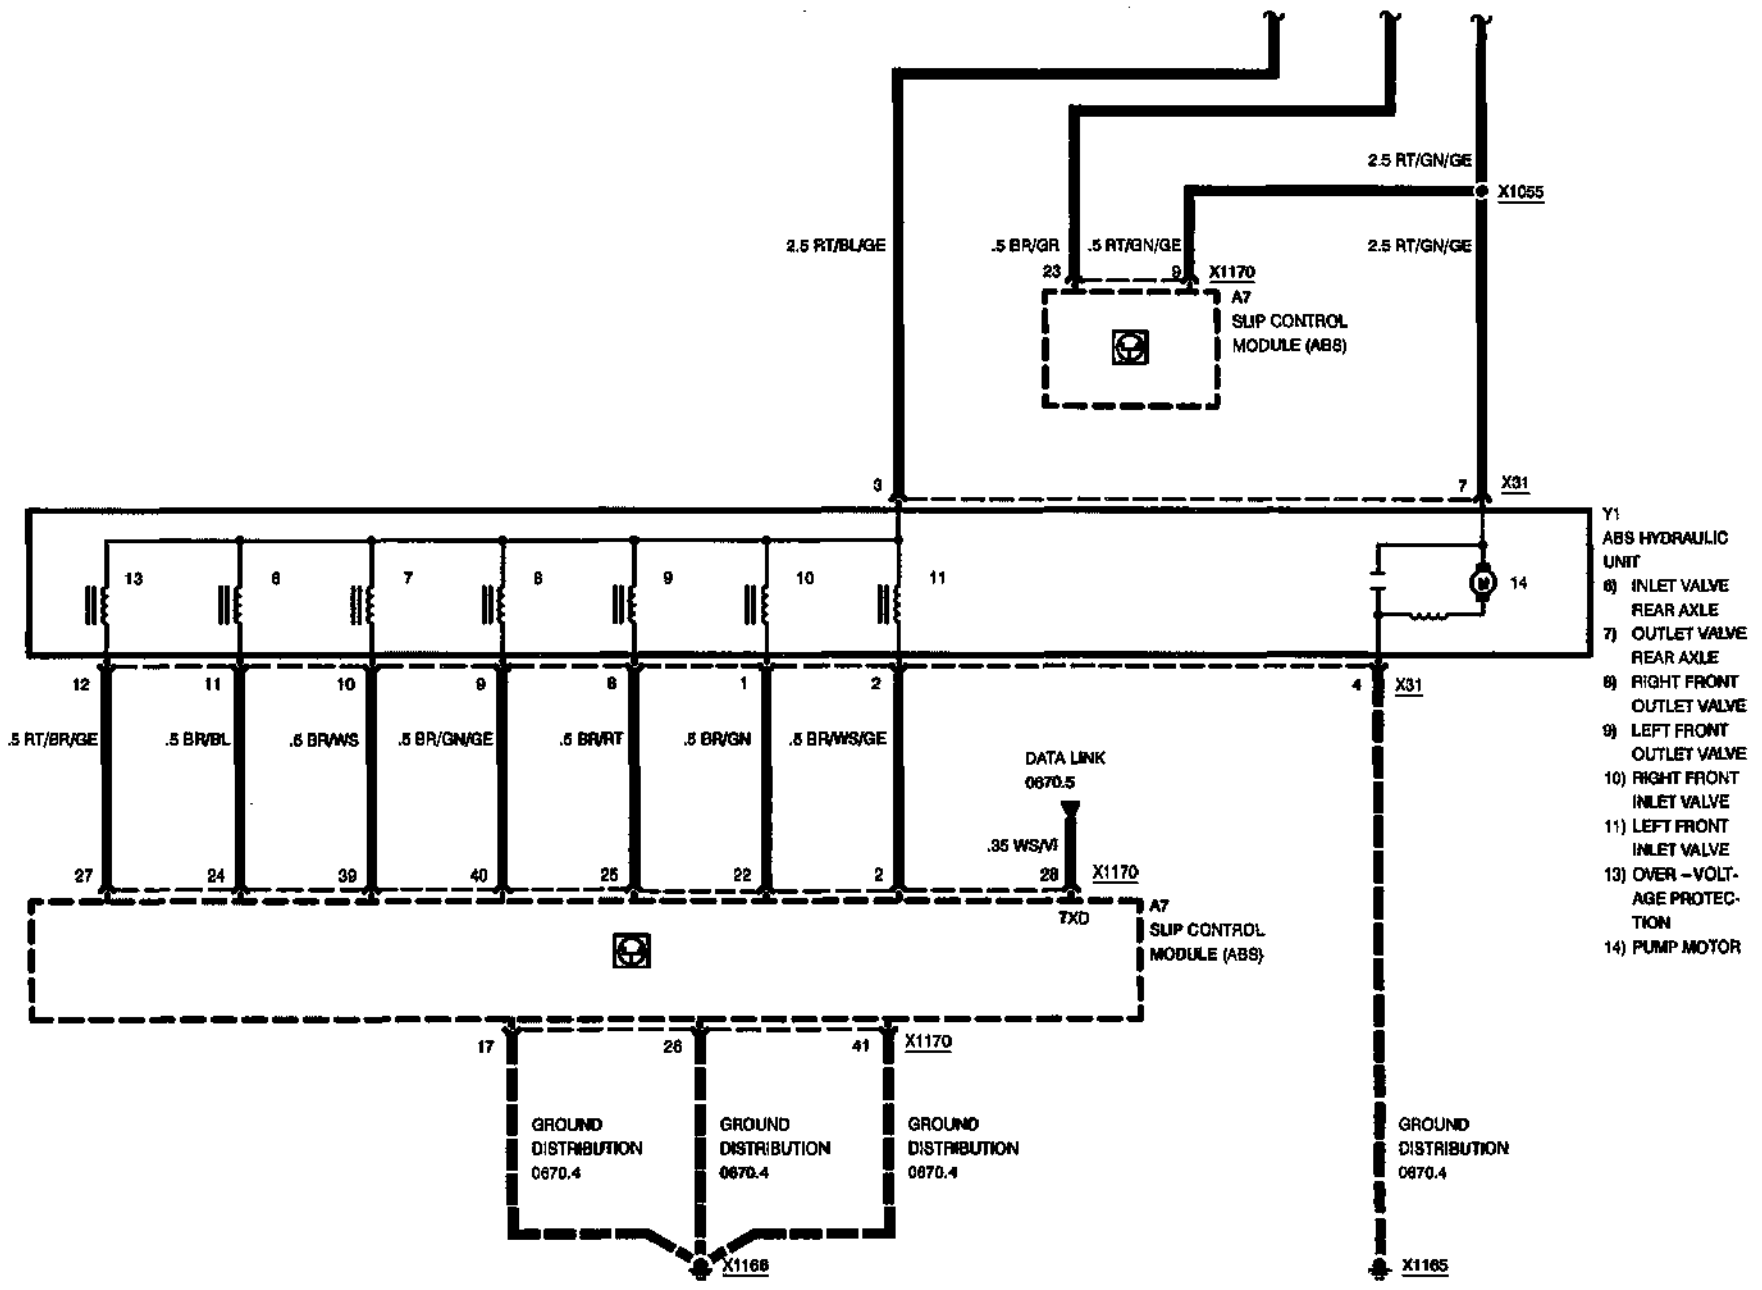 2.5 RT/GN/GE
X1055
2.5 RT/BL/GE
.5 BR/GR
.5 RT/GN/GE
2.5 RT/GN/GE
23
9
X1170
A7
SLIP CONTROL
MODULE (ABS)
3
7
X31
Y1
ABS HYDRAULIC
UNIT
6) INLET VALVE
REAR AXLE
7) OUTLET VALVE
REAR AXLE
8) RIGHT FRONT
OUTLET VALVE
9) LEFT FRONT
OUTLET VALVE
10) RIGHT FRONT
INLET VALVE
11) LEFT FRONT
INLET VALVE
13) OVER-VOLT-
AGE PROTEC-
TION
14) PUMP MOTOR
13
6
7
8
9
10
11
M
14
12
11
10
9
8
1
2
4
X31
.5 RT/BR/GE
.5 BR/BL
.5 BR/WS
.5 BR/GN/GE
.5 BR/RT
.5 BR/GN
.5 BR/WS/GE
DATA LINK
0670.5
.35 WS/VI
27
24
39
40
25
22
2
28
X1170
TXD
A7
SLIP CONTROL
MODULE (ABS)
17
26
41
X1170
GROUND
DISTRIBUTION
0670.4
GROUND
DISTRIBUTION
0670.4
GROUND
DISTRIBUTION
0670.4
GROUND
DISTRIBUTION
0670.4
X1166
X1165